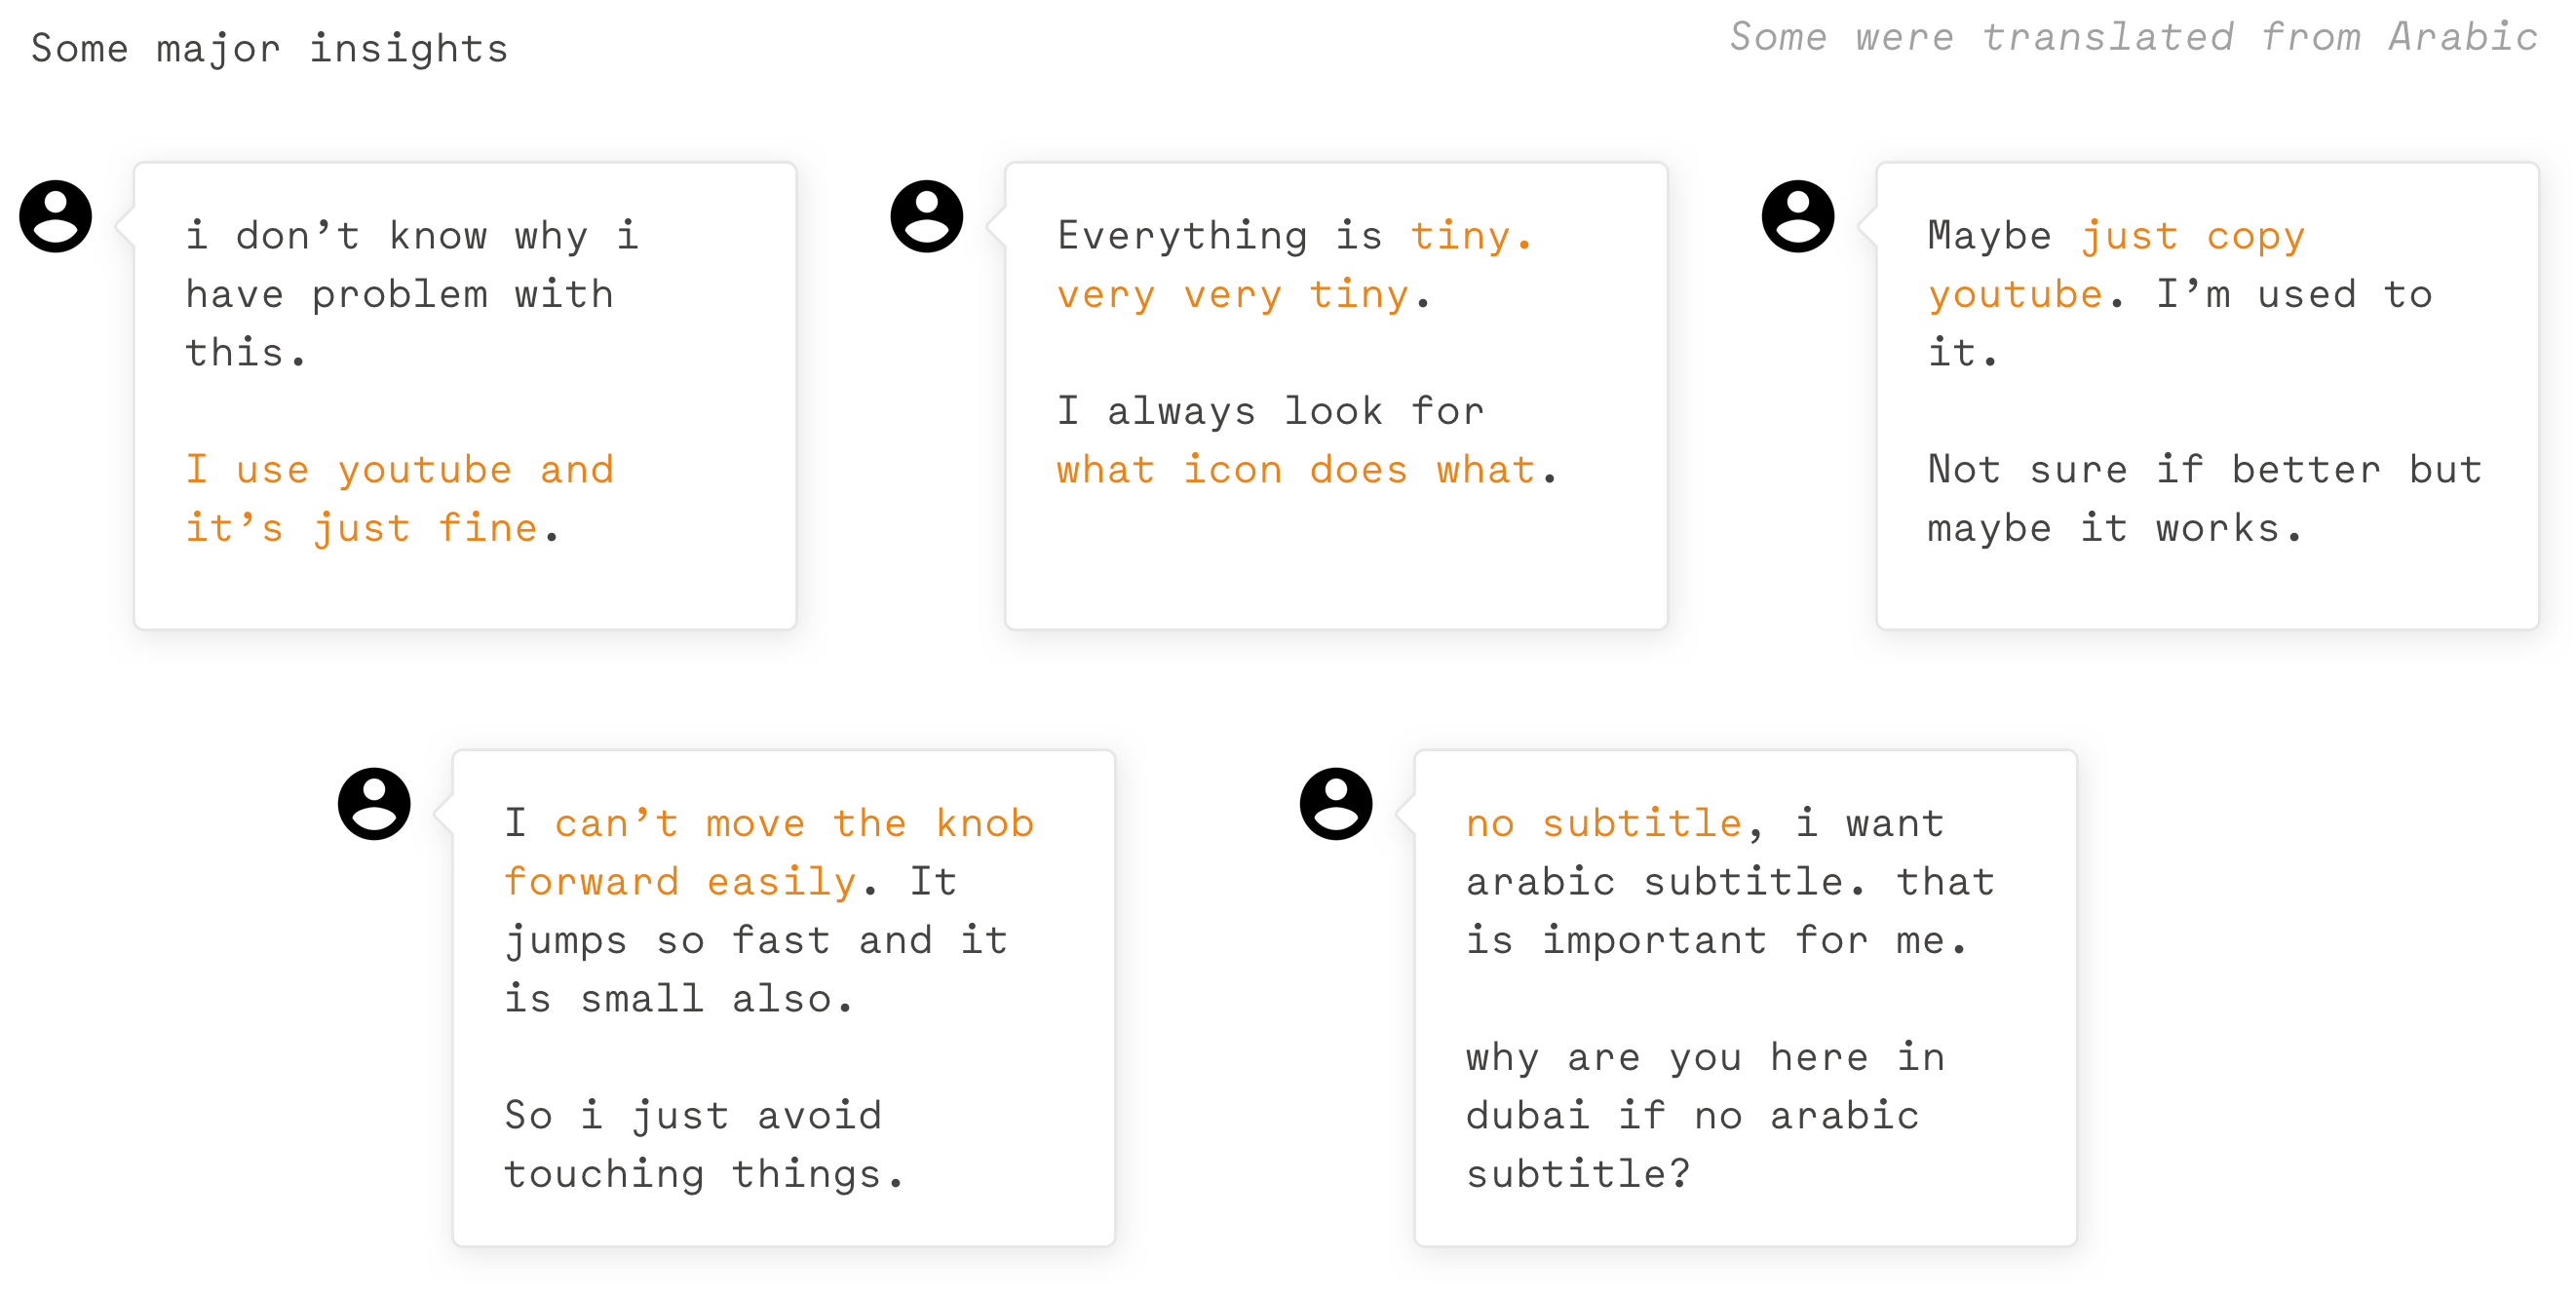 Some major insights
Some were translated from Arabic
i don’t know why i
have problem with
this.
I use youtube and
it’s just fine.
Everything is tiny.
very very tiny.
I always look for
what icon does what.
Maybe just copy
youtube. I’m used to
it.
Not sure if better but
maybe it works.
I can’t move the knob
forward easily. It
jumps so fast and it
is small also.
So i just avoid
touching things.
no subtitle, i want
arabic subtitle. that
is important for me.
why are you here in
dubai if no arabic
subtitle?